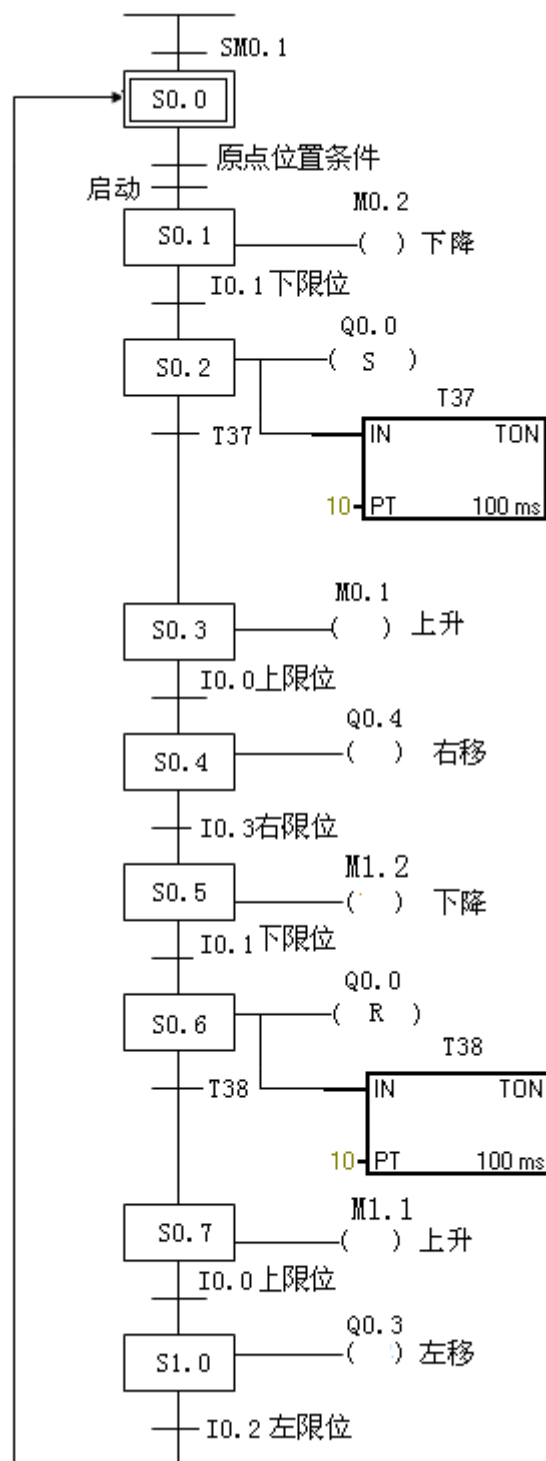 SM0.1
S0.0
原点位置条件
启动
M0.2
S0.1
( ) 下降
I0.1下限位
Q0.0
S0.2
( S )
T37
T37
IN TON
10 PT 100 ms
M0.1
S0.3
( ) 上升
I0.0上限位
Q0.4
S0.4
( ) 右移
I0.3右限位
M1.2
S0.5
( ) 下降
I0.1下限位
Q0.0
S0.6
( R )
T38
T38
IN TON
10 PT 100 ms
M1.1
S0.7
( ) 上升
I0.0上限位
Q0.3
S1.0
( ) 左移
I0.2左限位